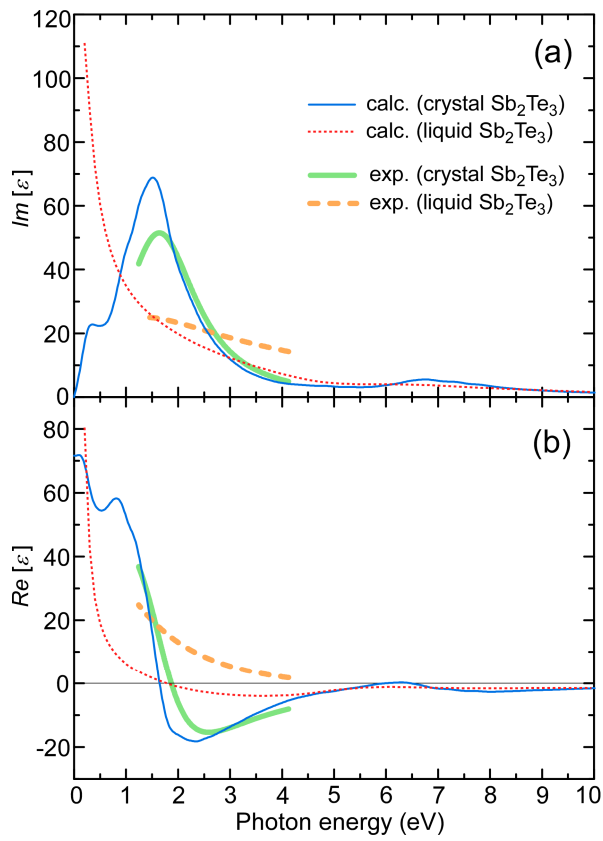 120
100
80
60
40
20
0
Im [ε]
(a)
calc. (crystal Sb₂Te₃)
calc. (liquid Sb₂Te₃)
exp. (crystal Sb₂Te₃)
exp. (liquid Sb₂Te₃)
80
60
40
20
0
-20
Re [ε]
(b)
0 1 2 3 4 5 6 7 8 9 10
Photon energy (eV)